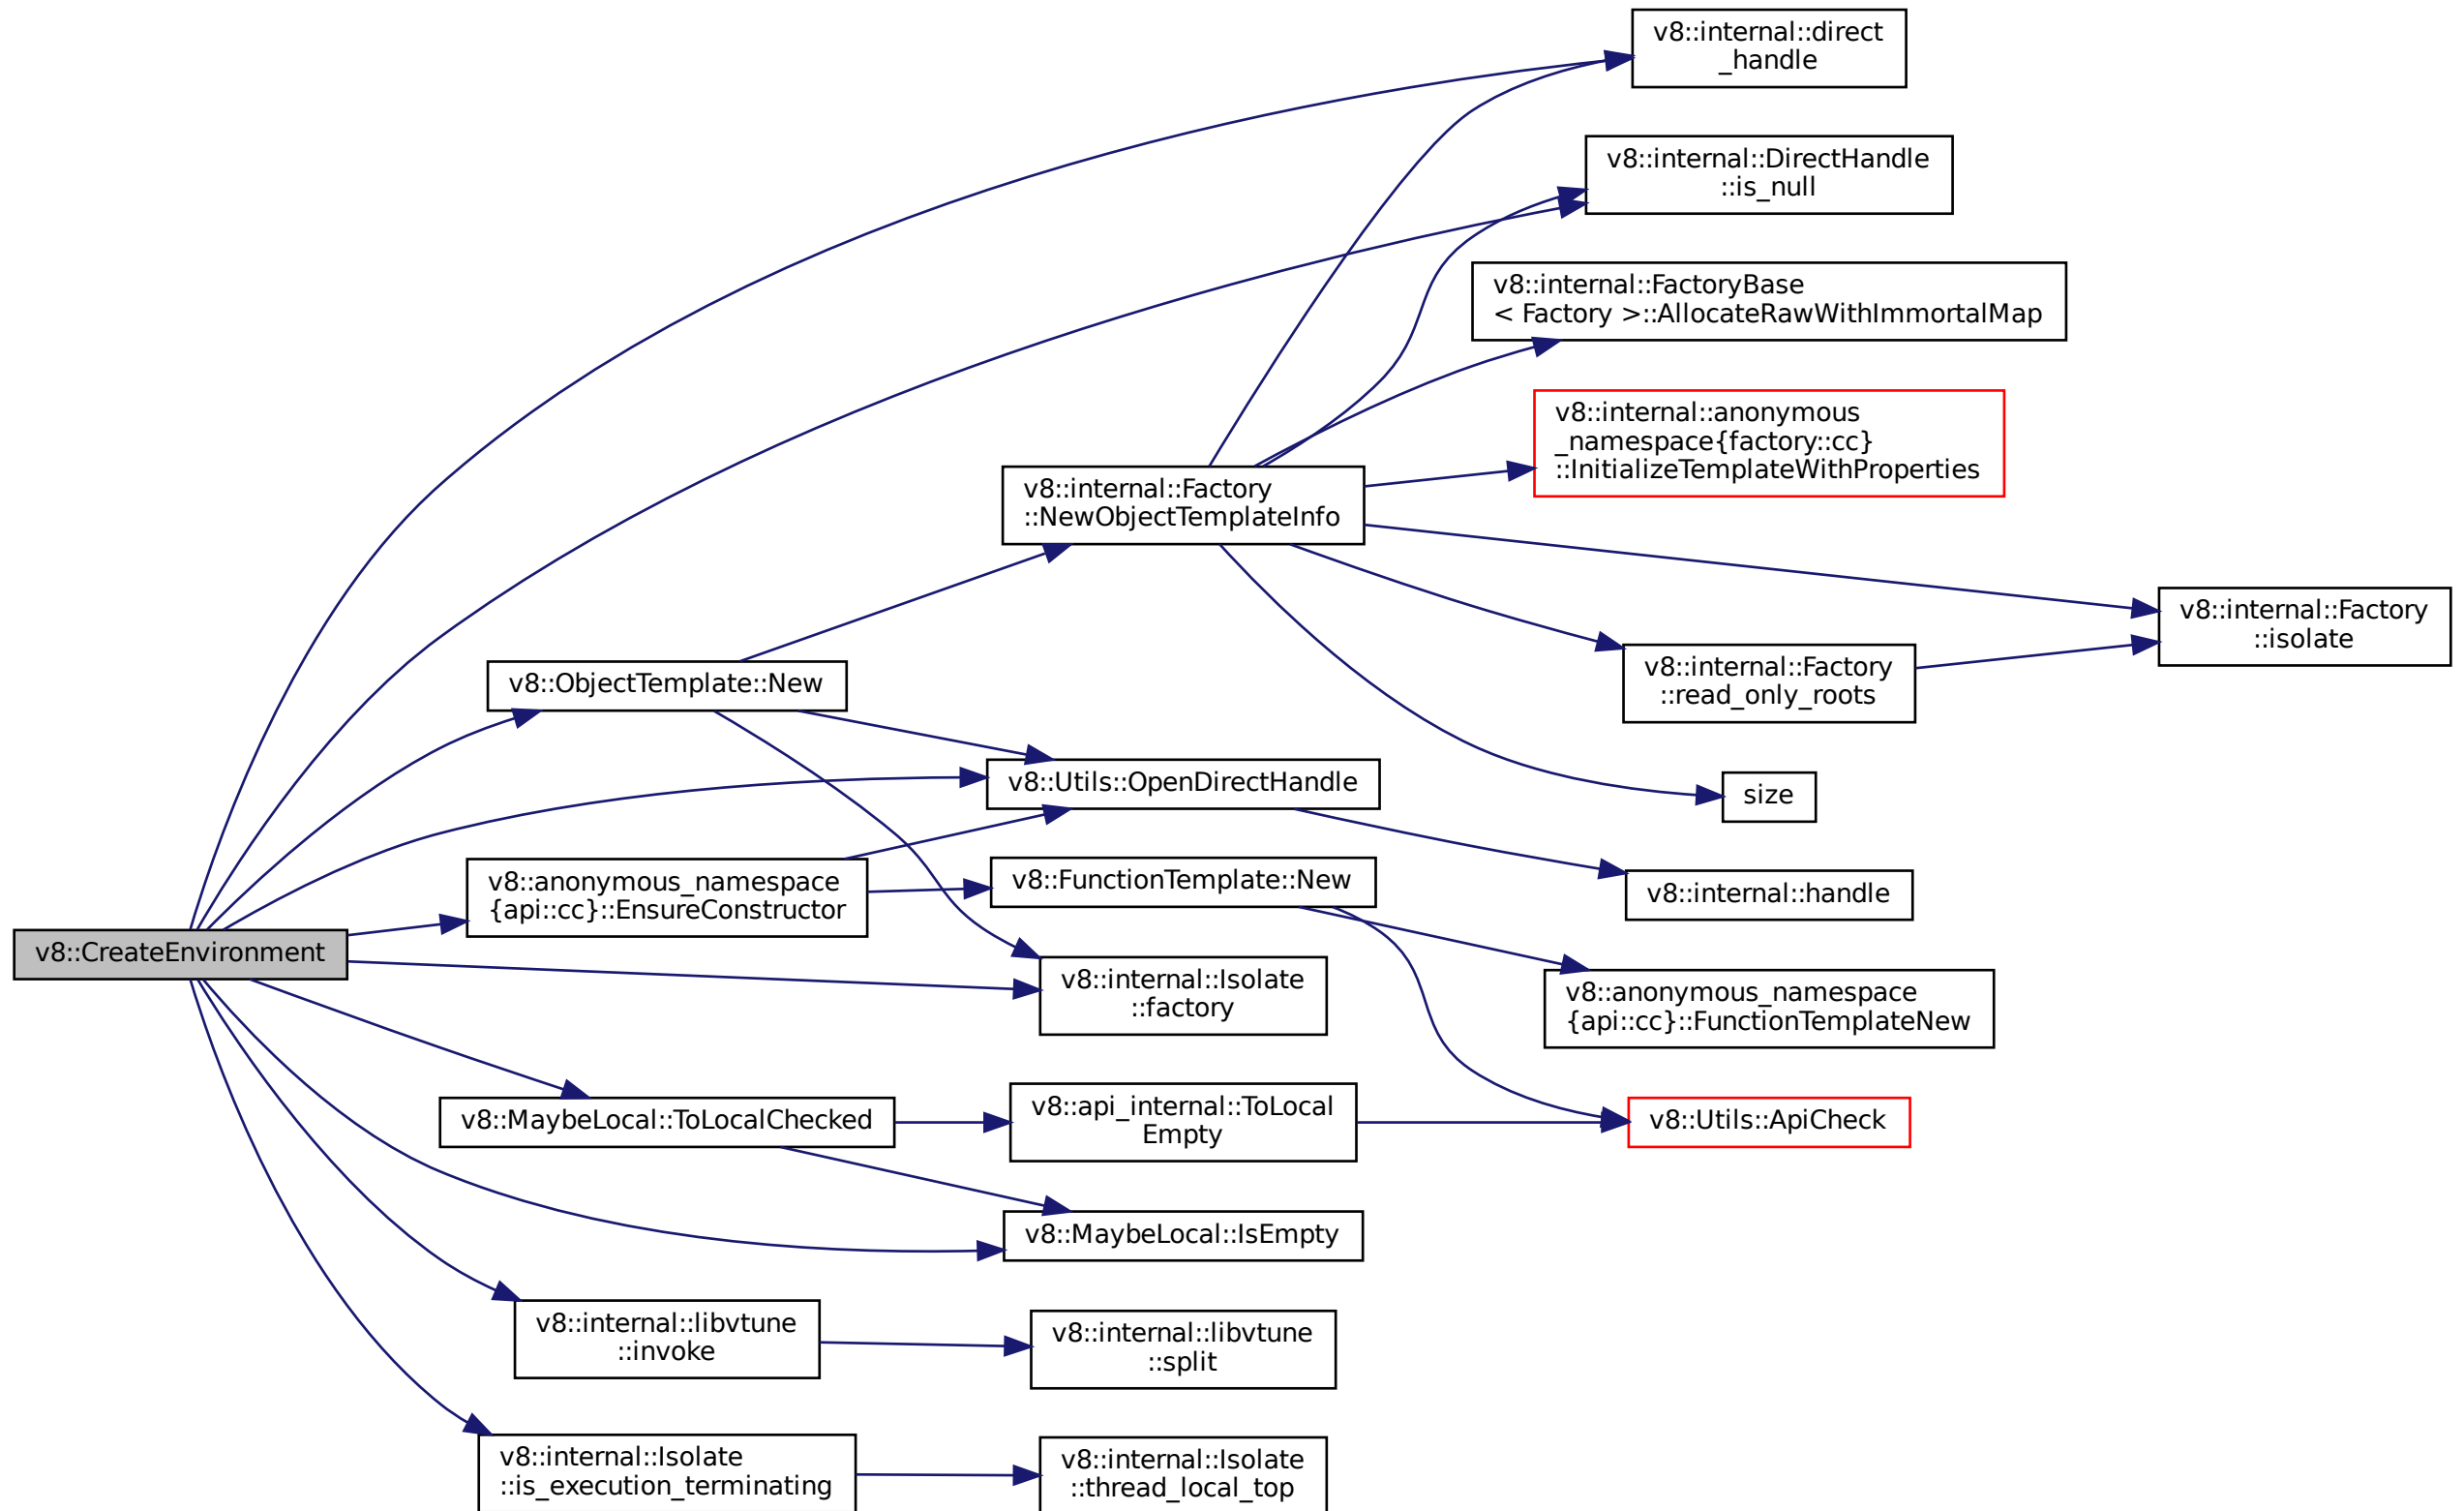 v8::internal::direct
_handle
v8::internal::DirectHandle
::is_null
v8::internal::FactoryBase
< Factory >::AllocateRawWithImmortalMap
v8::internal::anonymous
_namespace{factory::cc}
::InitializeTemplateWithProperties
v8::internal::Factory
::NewObjectTemplateInfo
v8::internal::Factory
::isolate
v8::internal::Factory
::read_only_roots
v8::ObjectTemplate::New
v8::Utils::OpenDirectHandle
size
v8::anonymous_namespace
{api::cc}::EnsureConstructor
v8::FunctionTemplate::New
v8::internal::handle
v8::CreateEnvironment
v8::internal::Isolate
::factory
v8::anonymous_namespace
{api::cc}::FunctionTemplateNew
v8::MaybeLocal::ToLocalChecked
v8::api_internal::ToLocal
Empty
v8::Utils::ApiCheck
v8::MaybeLocal::IsEmpty
v8::internal::libvtune
::invoke
v8::internal::libvtune
::split
v8::internal::Isolate
::is_execution_terminating
v8::internal::Isolate
::thread_local_top